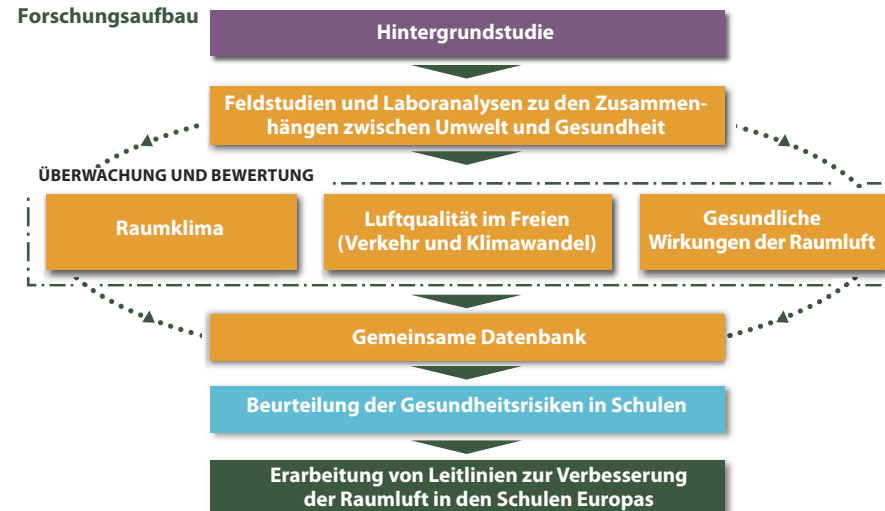 Forschungsaufbau
Hintergrundstudie
Feldstudien und Laboranalysen zu den Zusammen-
hängen zwischen Umwelt und Gesundheit
ÜBERWACHUNG UND BEWERTUNG
Raumklima
Luftqualität im Freien
(Verkehr und Klimawandel)
Gesundliche
Wirkungen der Raumluft
Gemeinsame Datenbank
Beurteilung der Gesundheitsrisiken in Schulen
Erarbeitung von Leitlinien zur Verbesserung
der Raumluft in den Schulen Europas